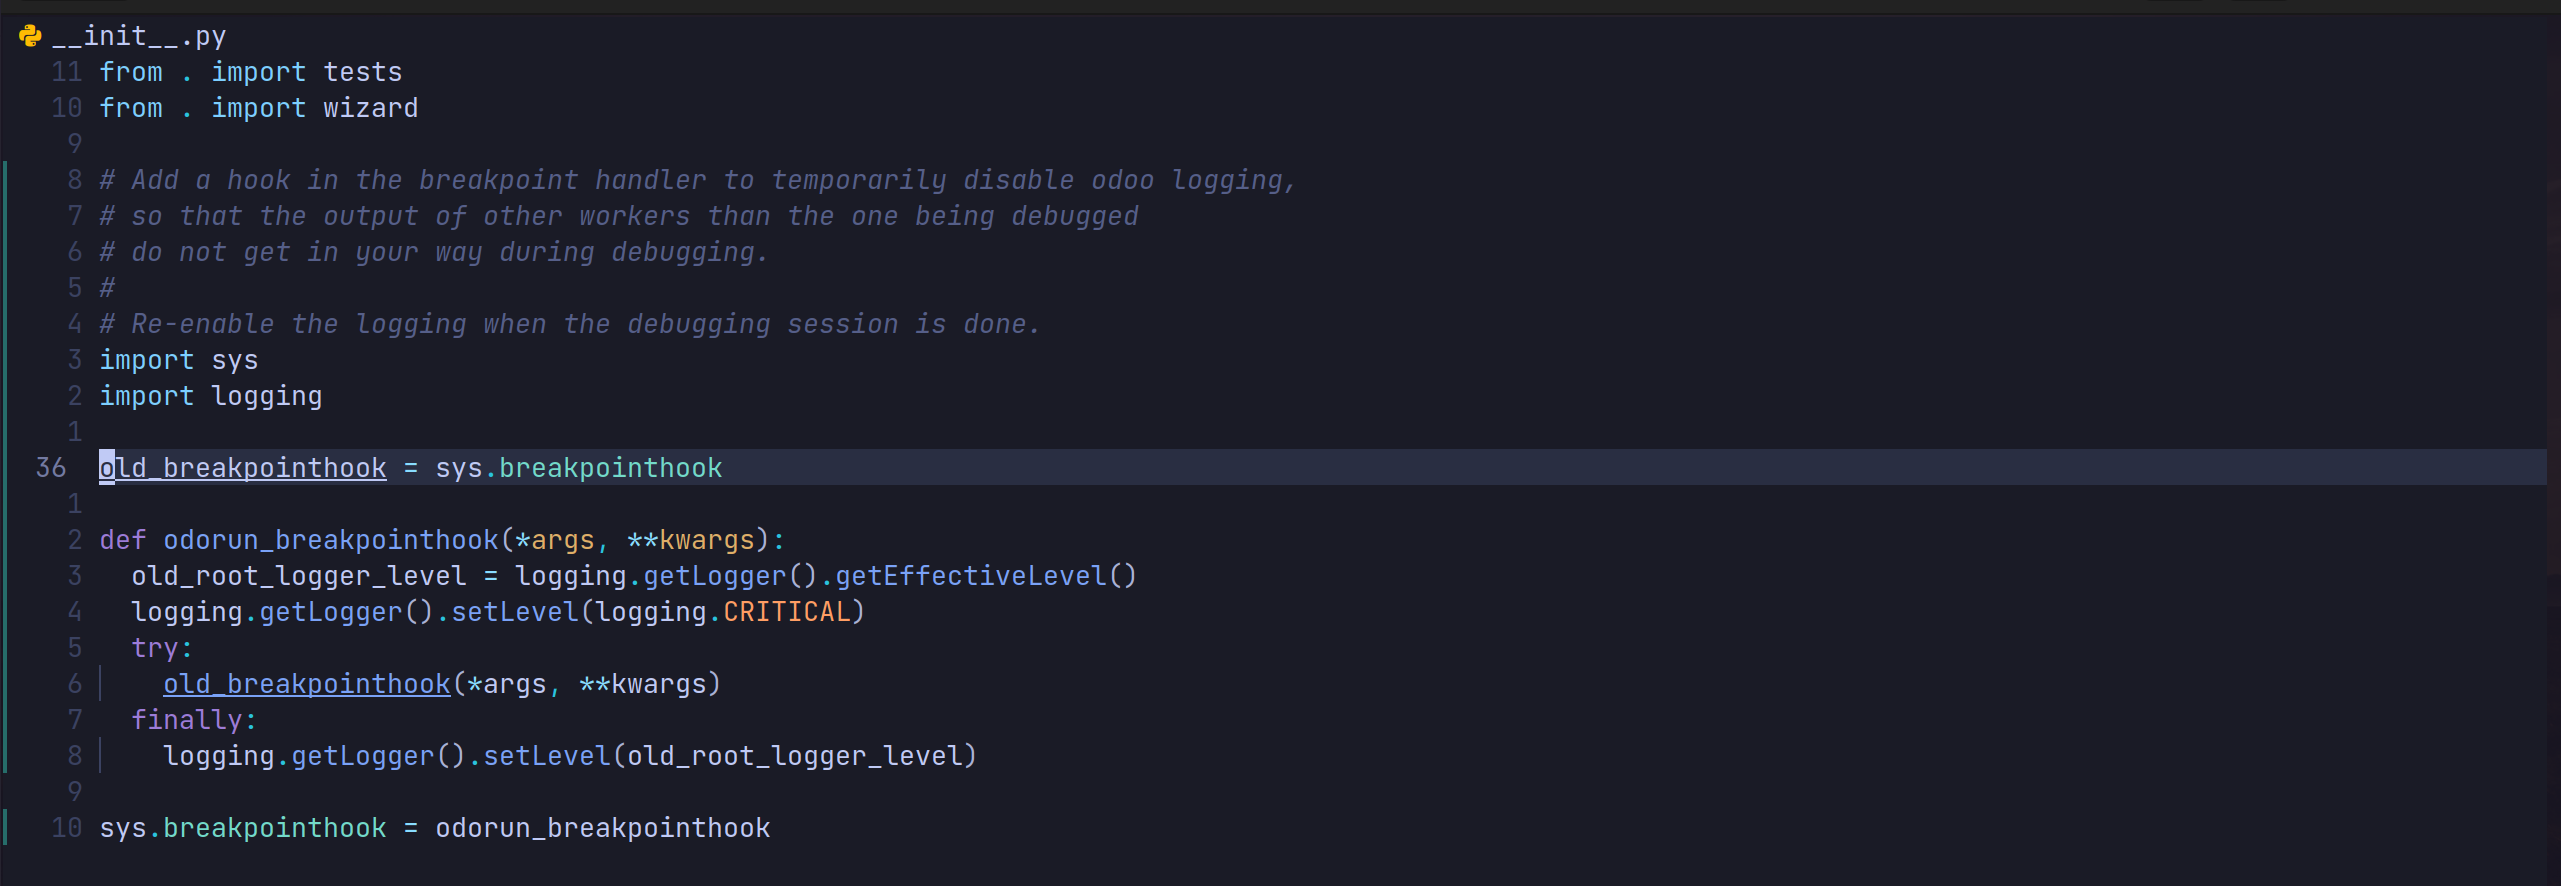 __init__.py
11 from . import tests
10 from . import wizard
9
8 # Add a hook in the breakpoint handler to temporarily disable odoo logging,
7 # so that the output of other workers than the one being debugged
6 # do not get in your way during debugging.
5 #
4 # Re-enable the logging when the debugging session is done.
3 import sys
2 import logging
1
36 old_breakpointhook = sys.breakpointhook
1
2 def odorun_breakpointhook(*args, **kwargs):
3   old_root_logger_level = logging.getLogger().getEffectiveLevel()
4   logging.getLogger().setLevel(logging.CRITICAL)
5   try:
6     old_breakpointhook(*args, **kwargs)
7   finally:
8     logging.getLogger().setLevel(old_root_logger_level)
9
10 sys.breakpointhook = odorun_breakpointhook